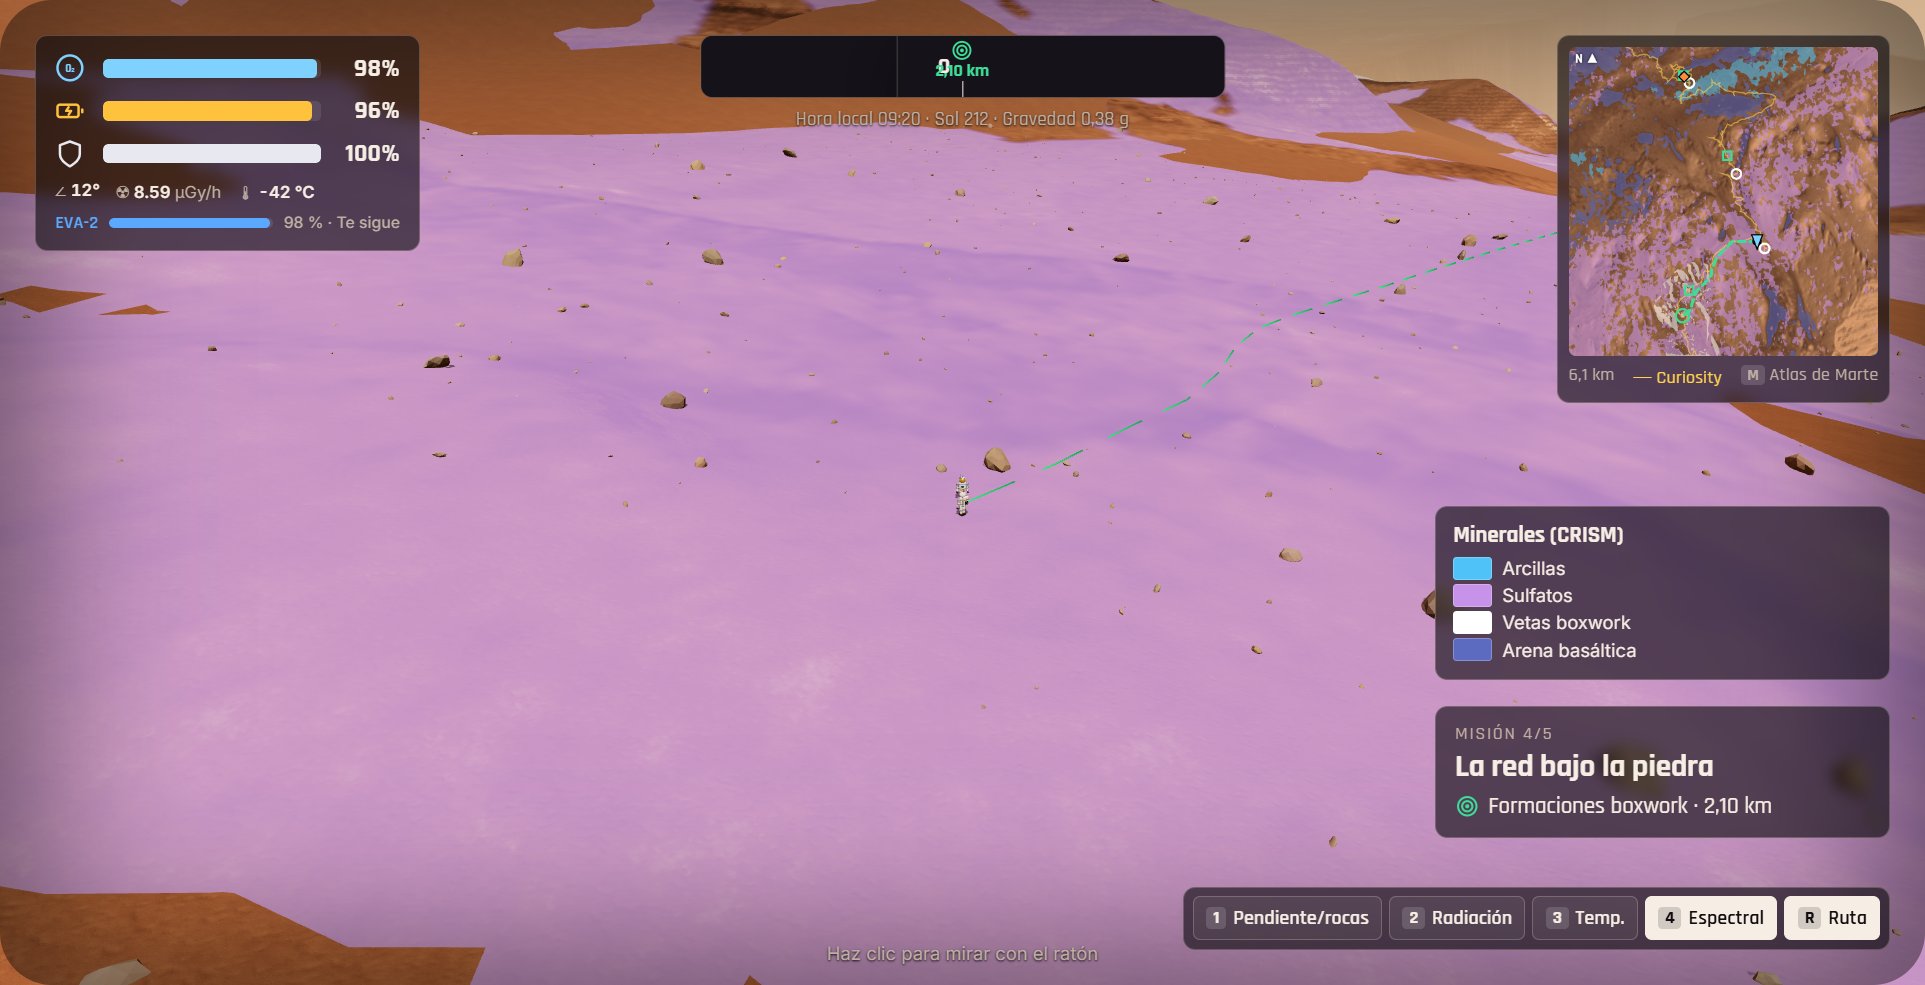 O₂ 98%
96%
100%
∠ 12° 8.59 µGy/h -42 °C
EVA-2 98 % · Te sigue
O
2,10 km
Hora local 09:20 · Sol 212 · Gravedad 0,38 g
N ▲
6,1 km — Curiosity M Atlas de Marte
Minerales (CRISM)
Arcillas
Sulfatos
Vetas boxwork
Arena basáltica
MISIÓN 4/5
La red bajo la piedra
Formaciones boxwork · 2,10 km
1 Pendiente/rocas 2 Radiación 3 Temp. 4 Espectral R Ruta
Haz clic para mirar con el ratón